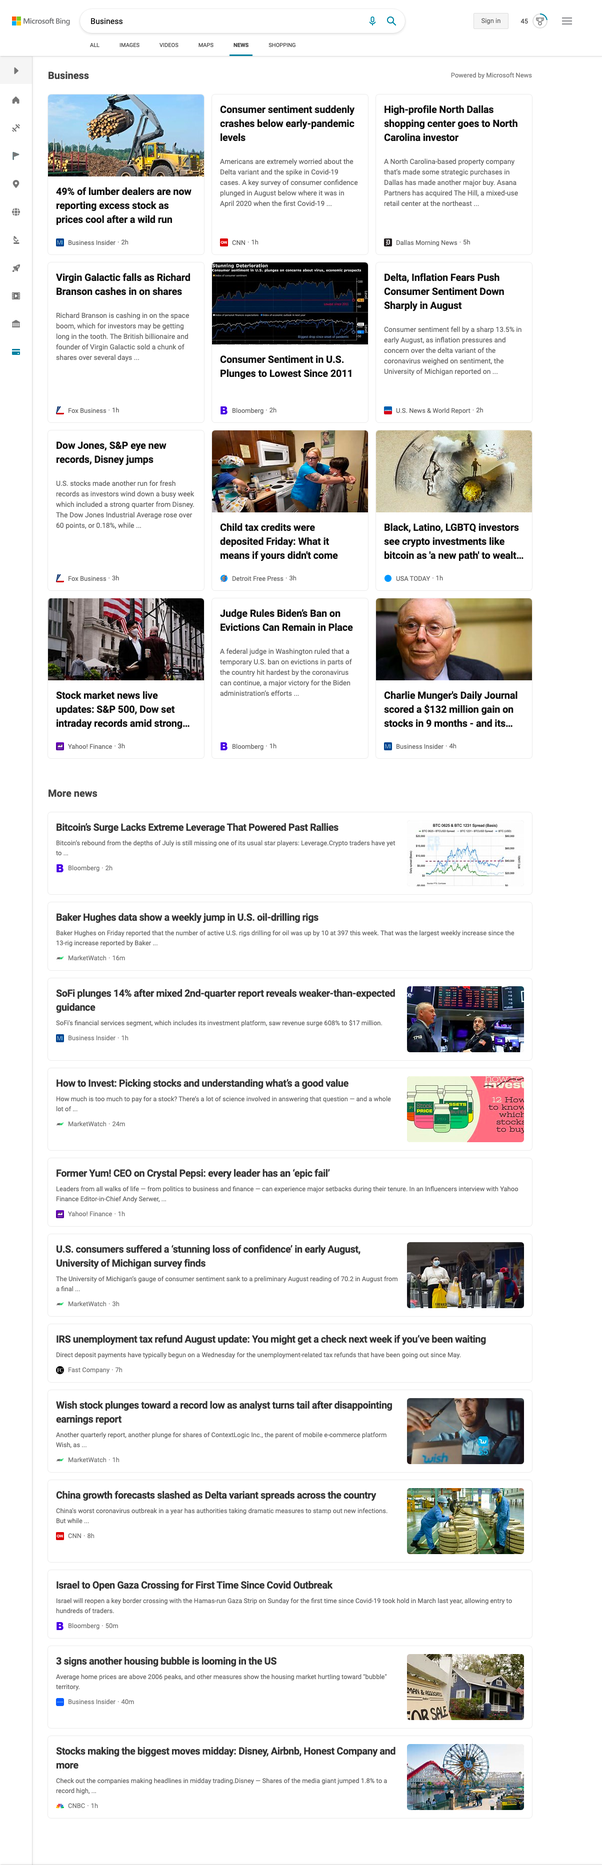 Microsoft Bing
Business
Sign in
45
ALL IMAGES VIDEOS MAPS NEWS SHOPPING
Business
Powered by Microsoft News
49% of lumber dealers are now
reporting excess stock as
prices cool after a wild run
Business Insider · 2h
Consumer sentiment suddenly
crashes below early-pandemic
levels
Americans are extremely worried about the
Delta variant and the spike in Covid-19
cases. A key survey of consumer confidence
plunged in August below where it was in
April 2020 when the first Covid-19 ...
CNN · 1h
High-profile North Dallas
shopping center goes to North
Carolina investor
A North Carolina-based property company
that's made some strategic purchases in
Dallas has made another major buy. Asana
Partners has acquired The Hill, a mixed-use
retail center at the northeast ...
Dallas Morning News · 5h
Virgin Galactic falls as Richard
Branson cashes in on shares
Richard Branson is cashing in on the space
boom, which for investors may be getting
long in the tooth. The British billionaire and
founder of Virgin Galactic sold a chunk of
shares over several days ...
Fox Business · 1h
Stunning Deterioration
Consumer Sentiment in U.S.
Plunges to Lowest Since 2011
Bloomberg · 2h
Delta, Inflation Fears Push
Consumer Sentiment Down
Sharply in August
Consumer sentiment fell by a sharp 13.5% in
early August, as inflation pressures and
concern over the delta variant of the
coronavirus weighed on sentiment, the
University of Michigan reported on ...
U.S. News & World Report · 2h
Dow Jones, S&P eye new
records, Disney jumps
U.S. stocks made another run for fresh
records as investors wind down a busy week
which included a strong quarter from Disney.
The Dow Jones Industrial Average rose over
60 points, or 0.18%, while ...
Fox Business · 3h
Child tax credits were
deposited Friday: What it
means if yours didn't come
Detroit Free Press · 3h
Black, Latino, LGBTQ investors
see crypto investments like
bitcoin as 'a new path' to wealt...
USA TODAY · 1h
Stock market news live
updates: S&P 500, Dow set
intraday records amid strong...
Yahoo! Finance · 3h
Judge Rules Biden's Ban on
Evictions Can Remain in Place
A federal judge in Washington ruled that a
temporary U.S. ban on evictions in parts of
the country hit hardest by the coronavirus
can continue, a major victory for the Biden
administration's efforts ...
Bloomberg · 1h
Charlie Munger's Daily Journal
scored a $132 million gain on
stocks in 9 months - and its...
Business Insider · 4h
More news
Bitcoin's Surge Lacks Extreme Leverage That Powered Past Rallies
Bitcoin's rebound from the depths of July is still missing one of its usual star players: Leverage.Crypto traders have yet
to ...
Bloomberg · 2h
BTC 0625 & BTC 1231 Spread (Basis)
Baker Hughes data show a weekly jump in U.S. oil-drilling rigs
Baker Hughes on Friday reported that the number of active U.S. rigs drilling for oil was up by 10 at 397 this week. That was the largest weekly increase since the
13-rig increase reported by Baker ...
MarketWatch · 16m
SoFi plunges 14% after mixed 2nd-quarter report reveals weaker-than-expected
guidance
SoFi's financial services segment, which includes its investment platform, saw revenue surge 608% to $17 million.
Business Insider · 1h
How to Invest: Picking stocks and understanding what's a good value
How much is too much to pay for a stock? There's a lot of science involved in answering that question — and a whole
lot of ...
MarketWatch · 24m
STOCK PRICE
ASSETS
12 How
to know
which
stocks
to buy
Former Yum! CEO on Crystal Pepsi: every leader has an 'epic fail'
Leaders from all walks of life — from politics to business and finance — can experience major setbacks during their tenure. In an Influencers interview with Yahoo
Finance Editor-in-Chief Andy Serwer, ...
Yahoo! Finance · 1h
U.S. consumers suffered a 'stunning loss of confidence' in early August,
University of Michigan survey finds
The University of Michigan's gauge of consumer sentiment sank to a preliminary August reading of 70.2 in August from
a final ...
MarketWatch · 3h
IRS unemployment tax refund August update: You might get a check next week if you've been waiting
Direct deposit payments have typically begun on a Wednesday for the unemployment-related tax refunds that have been going out since May.
Fast Company · 7h
Wish stock plunges toward a record low as analyst turns tail after disappointing
earnings report
Another quarterly report, another plunge for shares of ContextLogic Inc., the parent of mobile e-commerce platform
Wish, as ...
MarketWatch · 1h
wish
China growth forecasts slashed as Delta variant spreads across the country
China's worst coronavirus outbreak in a year has authorities taking dramatic measures to stamp out new infections.
But while ...
CNN · 8h
Israel to Open Gaza Crossing for First Time Since Covid Outbreak
Israel will reopen a key border crossing with the Hamas-run Gaza Strip on Sunday for the first time since Covid-19 took hold in March last year, allowing entry to
hundreds of traders.
Bloomberg · 50m
3 signs another housing bubble is looming in the US
Average home prices are above 2006 peaks, and other measures show the housing market hurtling toward "bubble"
territory.
Business Insider · 40m
FOR SALE
Stocks making the biggest moves midday: Disney, Airbnb, Honest Company and
more
Check out the companies making headlines in midday trading.Disney — Shares of the media giant jumped 1.8% to a
record high, ...
CNBC · 1h